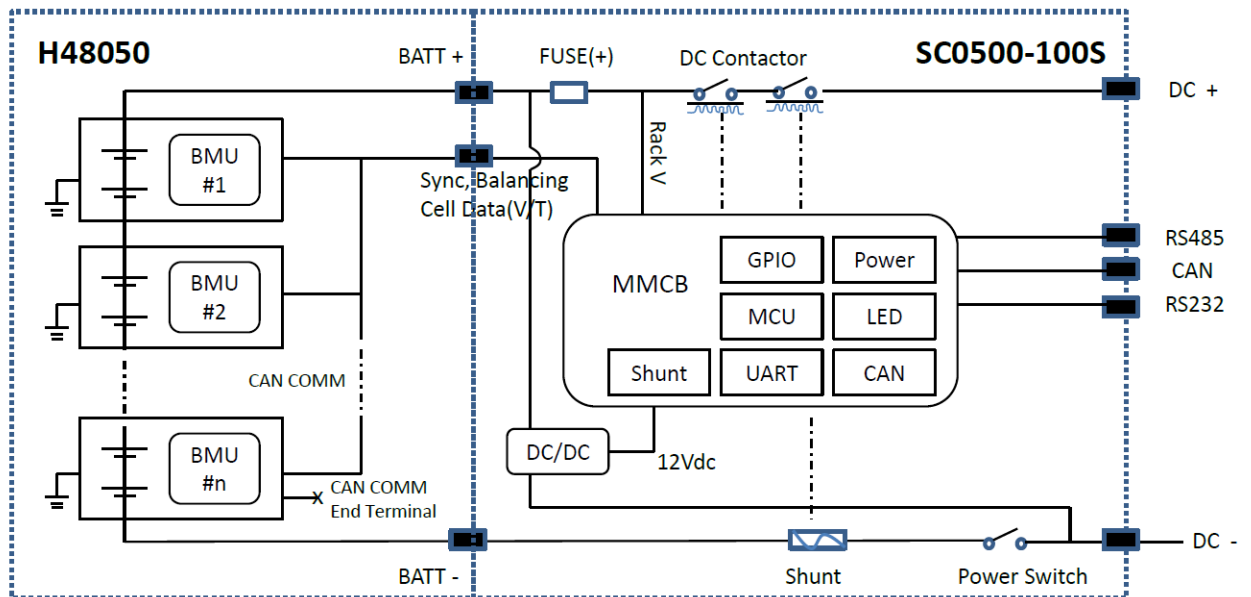 H48050
BATT +
FUSE(+)
DC Contactor
SC0500-100S
DC +
BMU
#1
Sync, Balancing
Cell Data(V/T)
Rack V
BMU
#2
MMCB
GPIO
Power
MCU
LED
Shunt
UART
CAN
RS485
CAN
RS232
CAN COMM
BMU
#n
X
CAN COMM
End Terminal
DC/DC
12Vdc
BATT -
Shunt
Power Switch
DC -